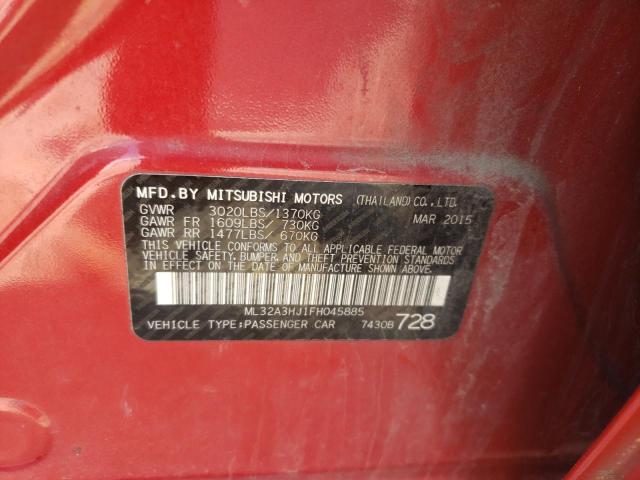 MFD.BY MITSUBISHI MOTORS (THAILAND)CO.,LTD.
GVWR 3020LBS/1370KG MAR 2015
GAWR FR 1609LBS/ 730KG
GAWR RR 1477LBS/ 670KG
THIS VEHICLE CONFORMS TO ALL APPLICABLE FEDERAL MOTOR
VEHICLE SAFETY, BUMPER, AND THEFT PREVENTION STANDARDS
IN EFFECT ON THE DATE OF MANUFACTURE SHOWN ABOVE.
ML32A3HJ1FH045885
VEHICLE TYPE:PASSENGER CAR 7430B 728